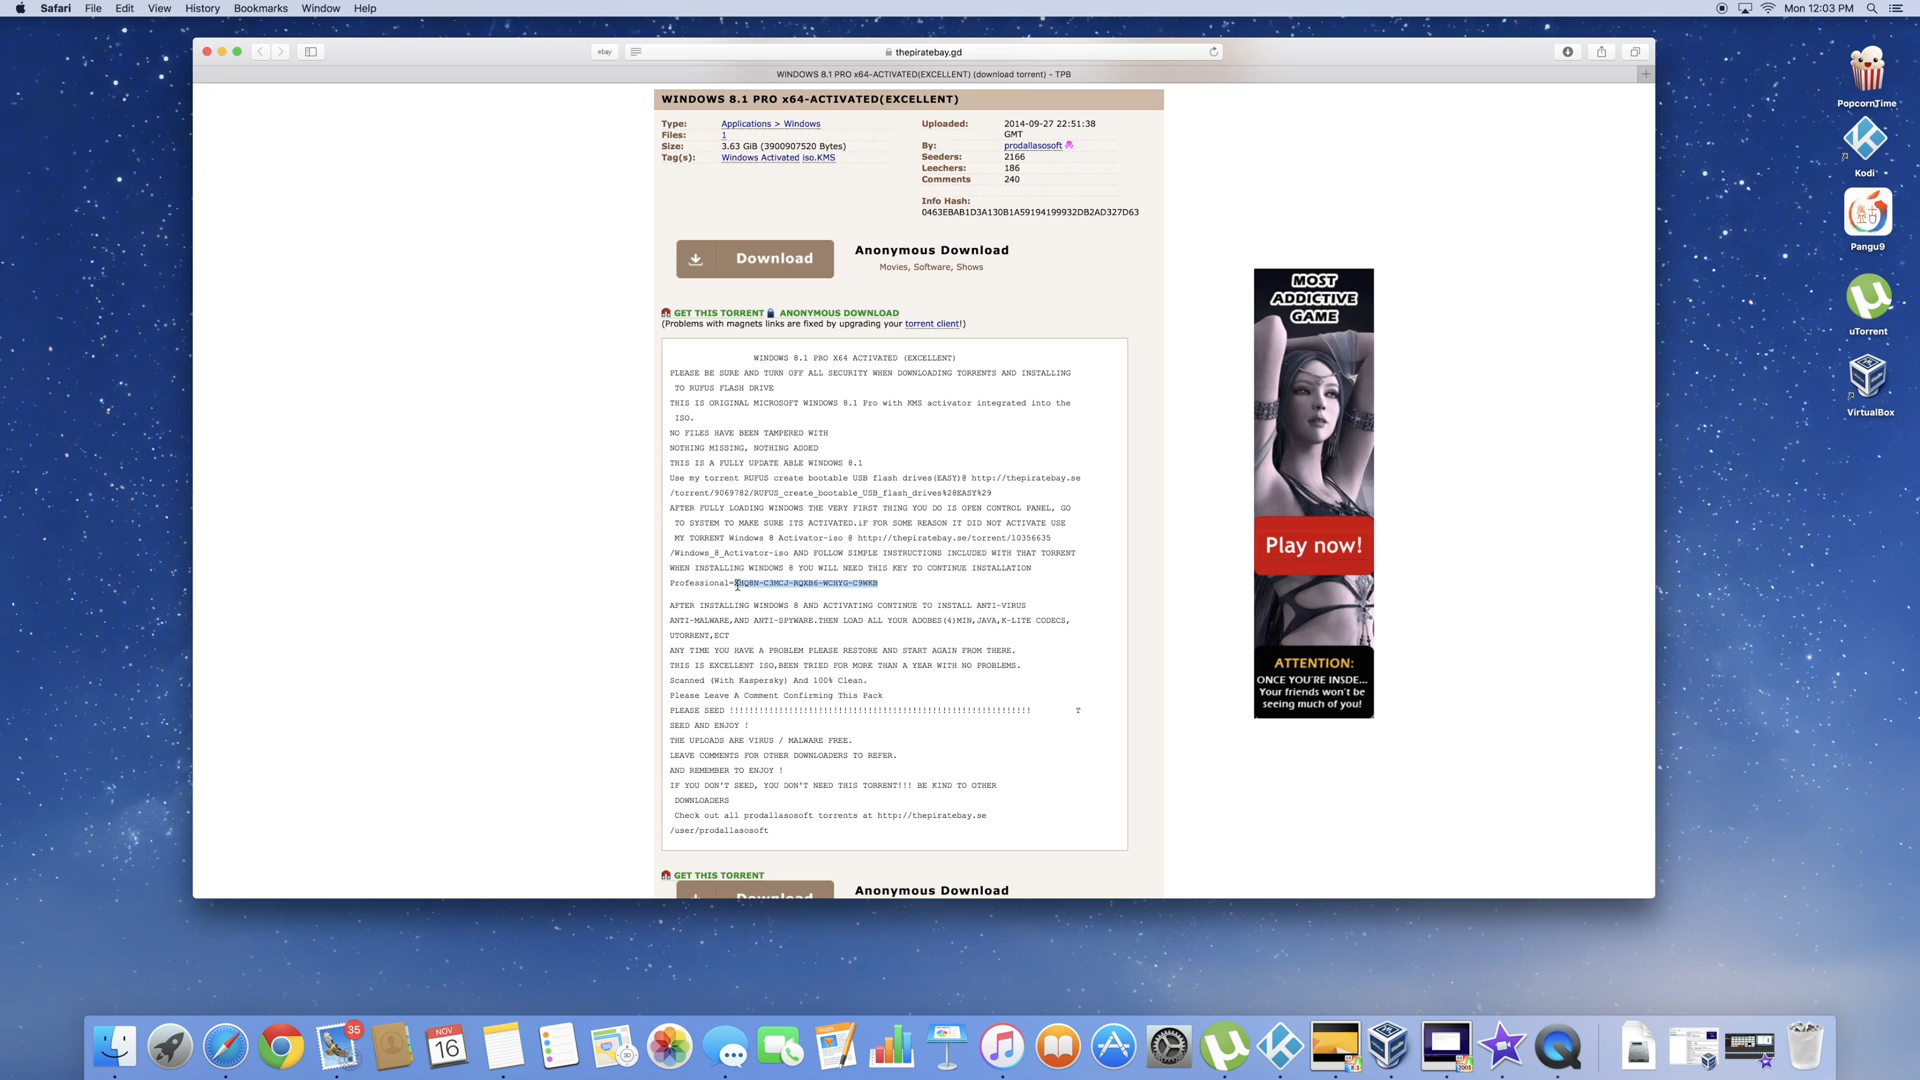 Safari File Edit View History Bookmarks Window Help Mon 12:03 PM
ebay thepiratebay.gd
WINDOWS 8.1 PRO x64-ACTIVATED(EXCELLENT) (download torrent) - TPB
WINDOWS 8.1 PRO x64-ACTIVATED(EXCELLENT)
Type: Applications > Windows
Files: 1
Size: 3.63 GiB (3900907520 Bytes)
Tag(s): Windows Activated iso.KMS
Uploaded: 2014-09-27 22:51:38
GMT
By: prodallasosoft
Seeders: 2166
Leechers: 186
Comments 240
Info Hash:
0463EBAB1D3A130B1A59194199932DB2AD327D63
Download
Anonymous Download
Movies, Software, Shows
GET THIS TORRENT ANONYMOUS DOWNLOAD
(Problems with magnets links are fixed by upgrading your torrent client!)
WINDOWS 8.1 PRO X64 ACTIVATED (EXCELLENT)
PLEASE BE SURE AND TURN OFF ALL SECURITY WHEN DOWNLOADING TORRENTS AND INSTALLING
TO RUFUS FLASH DRIVE
THIS IS ORIGINAL MICROSOFT WINDOWS 8.1 Pro with KMS activator integrated into the
ISO.
NO FILES HAVE BEEN TAMPERED WITH
NOTHING MISSING, NOTHING ADDED
THIS IS A FULLY UPDATE ABLE WINDOWS 8.1
Use my torrent RUFUS create bootable USB flash drives(EASY)@ http://thepiratebay.se
/torrent/9069782/RUFUS_create_bootable_USB_flash_drives%28EASY%29
AFTER FULLY LOADING WINDOWS THE VERY FIRST THING YOU DO IS OPEN CONTROL PANEL, GO
TO SYSTEM TO MAKE SURE ITS ACTIVATED.iF FOR SOME REASON IT DID NOT ACTIVATE USE
MY TORRENT Windows 8 Activator-iso @ http://thepiratebay.se/torrent/10356635
/Windows_8_Activator-iso AND FOLLOW SIMPLE INSTRUCTIONS INCLUDED WITH THAT TORRENT
WHEN INSTALLING WINDOWS 8 YOU WILL NEED THIS KEY TO CONTINUE INSTALLATION
Professional=XHQ8N-C3MCJ-RQXB6-WCHYG-C9WKB
AFTER INSTALLING WINDOWS 8 AND ACTIVATING CONTINUE TO INSTALL ANTI-VIRUS
ANTI-MALWARE,AND ANTI-SPYWARE.THEN LOAD ALL YOUR ADOBES(4)MIN,JAVA,K-LITE CODECS,
UTORRENT,ECT
ANY TIME YOU HAVE A PROBLEM PLEASE RESTORE AND START AGAIN FROM THERE.
THIS IS EXCELLENT ISO,BEEN TRIED FOR MORE THAN A YEAR WITH NO PROBLEMS.
Scanned (With Kaspersky) And 100% Clean.
Please Leave A Comment Confirming This Pack
PLEASE SEED !!!!!!!!!!!!!!!!!!!!!!!!!!!!!!!!!!!!!!!!!!!!!!!!!!!!!!!!!!!!! T
SEED AND ENJOY !
THE UPLOADS ARE VIRUS / MALWARE FREE.
LEAVE COMMENTS FOR OTHER DOWNLOADERS TO REFER.
AND REMEMBER TO ENJOY !
IF YOU DON'T SEED, YOU DON'T NEED THIS TORRENT!!! BE KIND TO OTHER
DOWNLOADERS
Check out all prodallasosoft torrents at http://thepiratebay.se
/user/prodallasosoft
GET THIS TORRENT
Download
Anonymous Download
MOST
ADDICTIVE
GAME
Play now!
ATTENTION:
ONCE YOU'RE INSDE...
Your friends won't be
seeing much of you!
PopcornTime
Kodi
Pangu9
uTorrent
VirtualBox
35
NOV
16